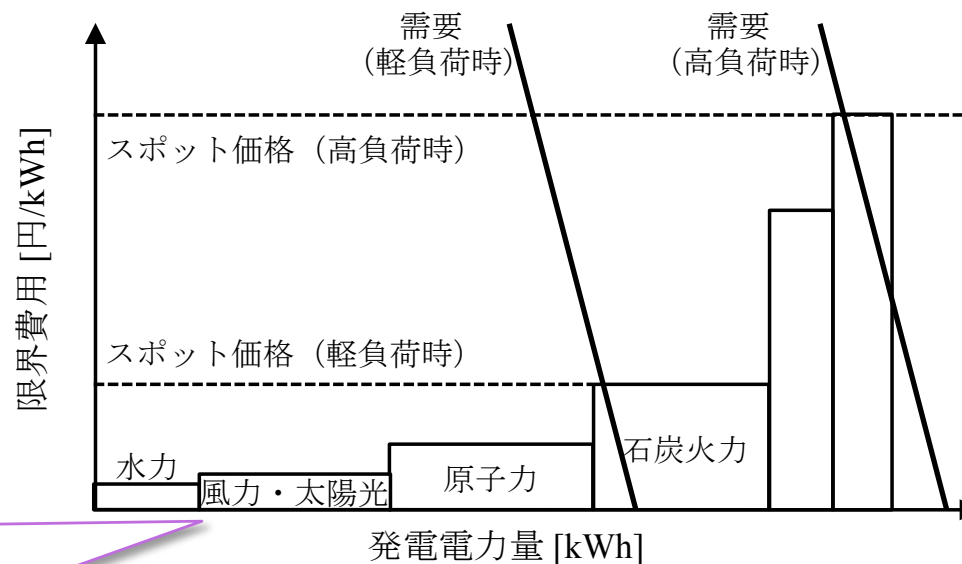 需要
（軽負荷時）
需要
（高負荷時）
スポット価格（高負荷時）
限界費用 [円/kWh]
スポット価格（軽負荷時）
水力
風力・太陽光
原子力
石炭火力
発電電力量 [kWh]